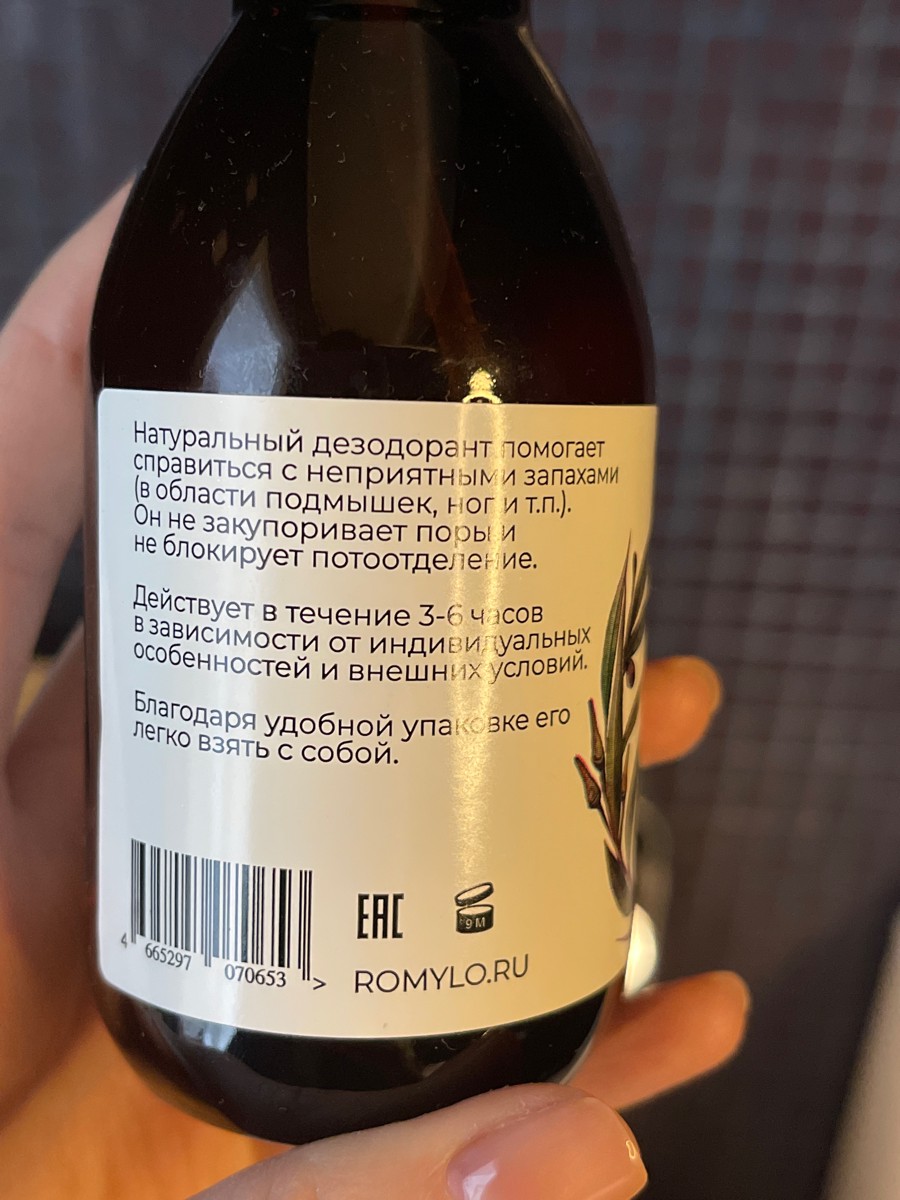 Натуральный дезодорант помогает
справиться с неприятными запахами
(в области подмышек, ног и т.п.).
Он не закупоривает поры и
не блокирует потоотделение.
Действует в течение 3-6 часов
в зависимости от индивидуальных
особенностей и внешних условий.
Благодаря удобной упаковке его
легко взять с собой.
EAC
9M
4 665297 070653 >
ROMYLO.RU